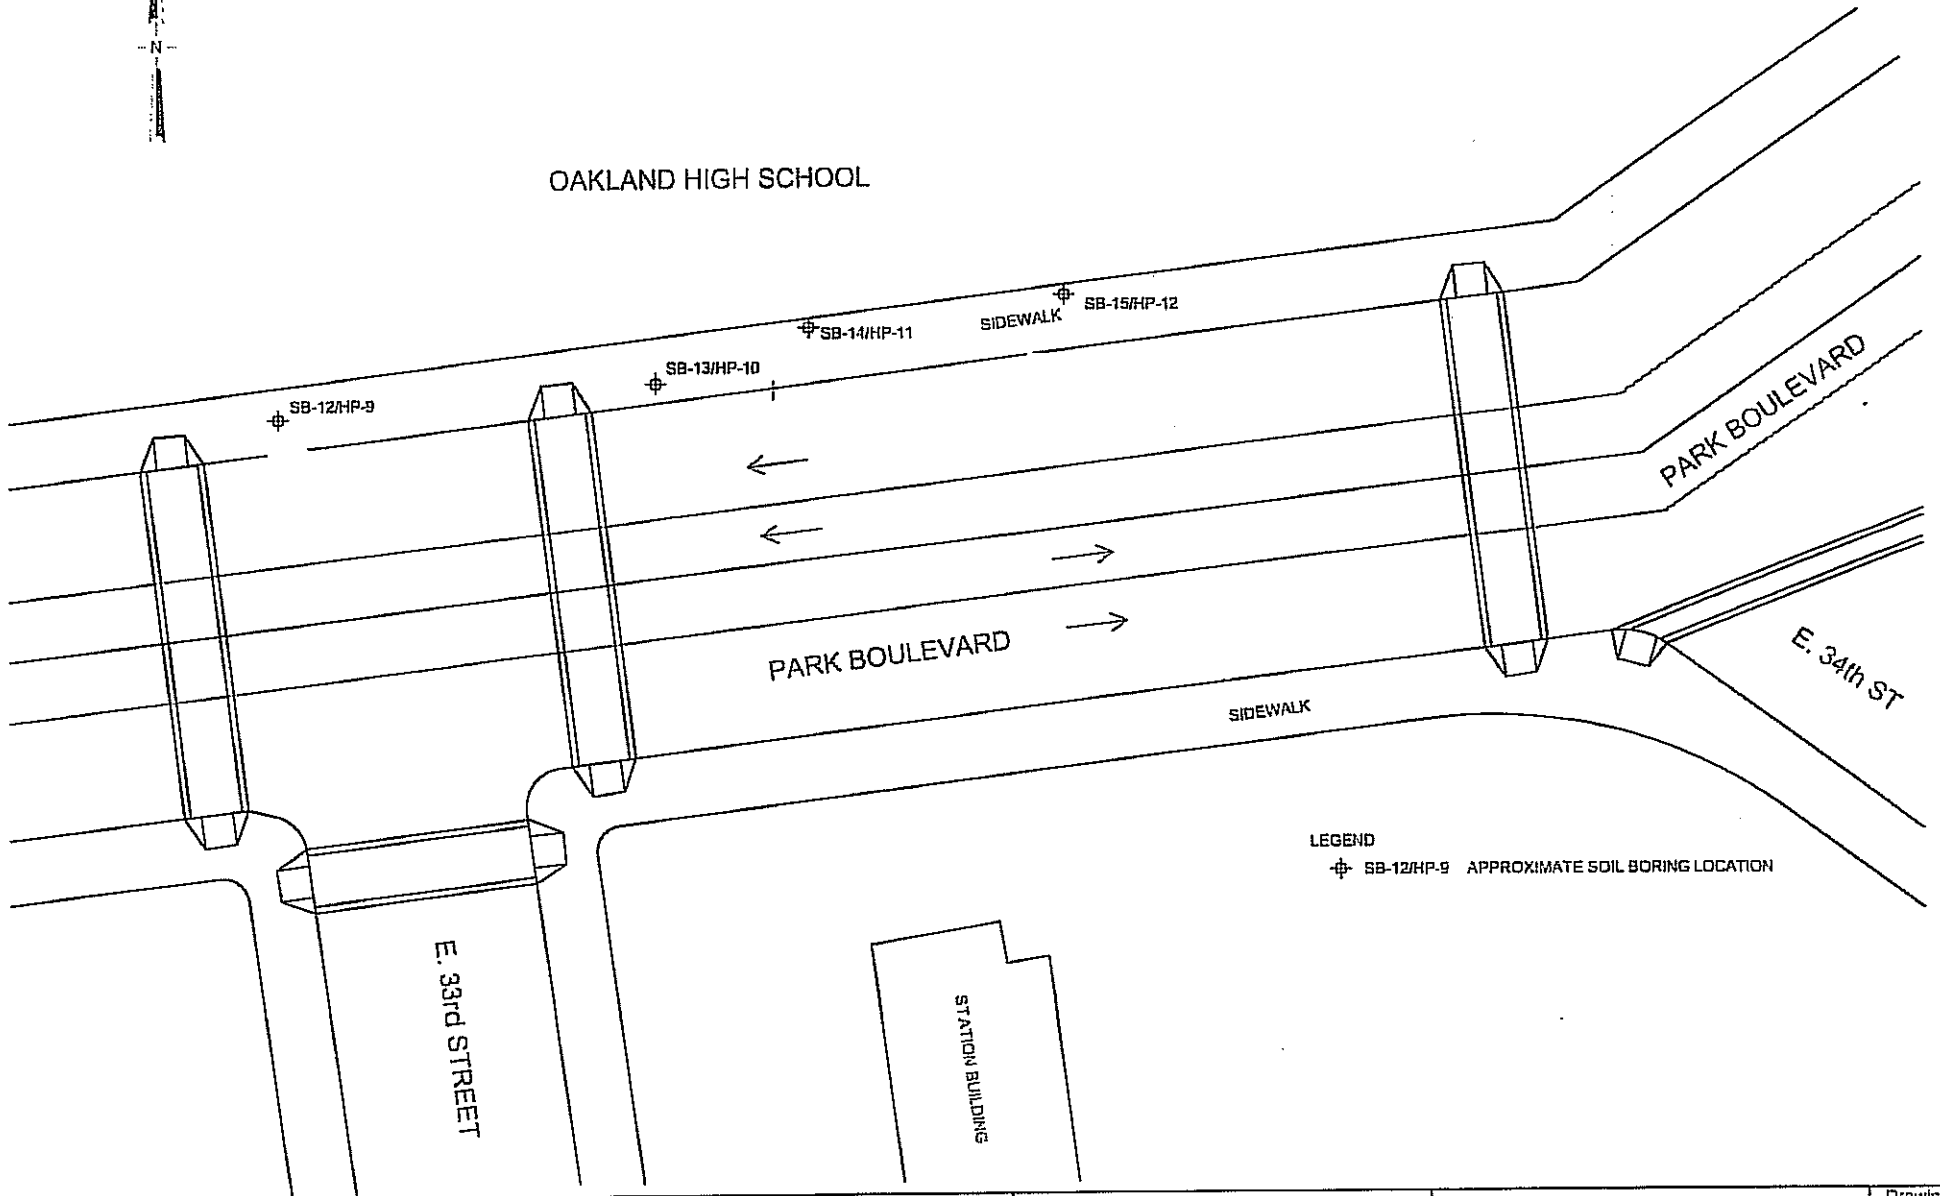 N
OAKLAND HIGH SCHOOL
SB-15/HP-12
SIDEWALK
SB-14/HP-11
SB-13/HP-10
SB-12/HP-9
PARK BOULEVARD
PARK BOULEVARD
E. 34th ST
SIDEWALK
LEGEND
SB-12/HP-9 APPROXIMATE SOIL BORING LOCATION
E. 33rd STREET
STATION BUILDING